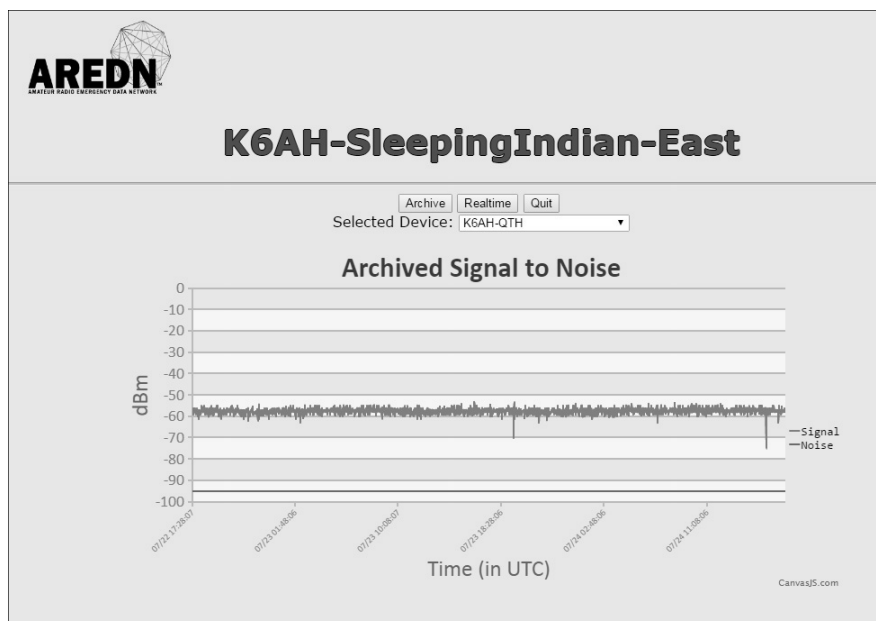 AREDN
AMATEUR RADIO EMERGENCY DATA NETWORK
K6AH-SleepingIndian-East
Archive Realtime Quit
Selected Device: K6AH-QTH
Archived Signal to Noise
0
-10
-20
-30
-40
-50
-60
-70
-80
-90
-100
dBm
Signal
Noise
07/22 17:28:07
07/23 01:48:06
07/23 10:08:07
07/23 18:28:06
07/24 02:48:06
07/24 11:08:06
Time (in UTC)
CanvasJS.com